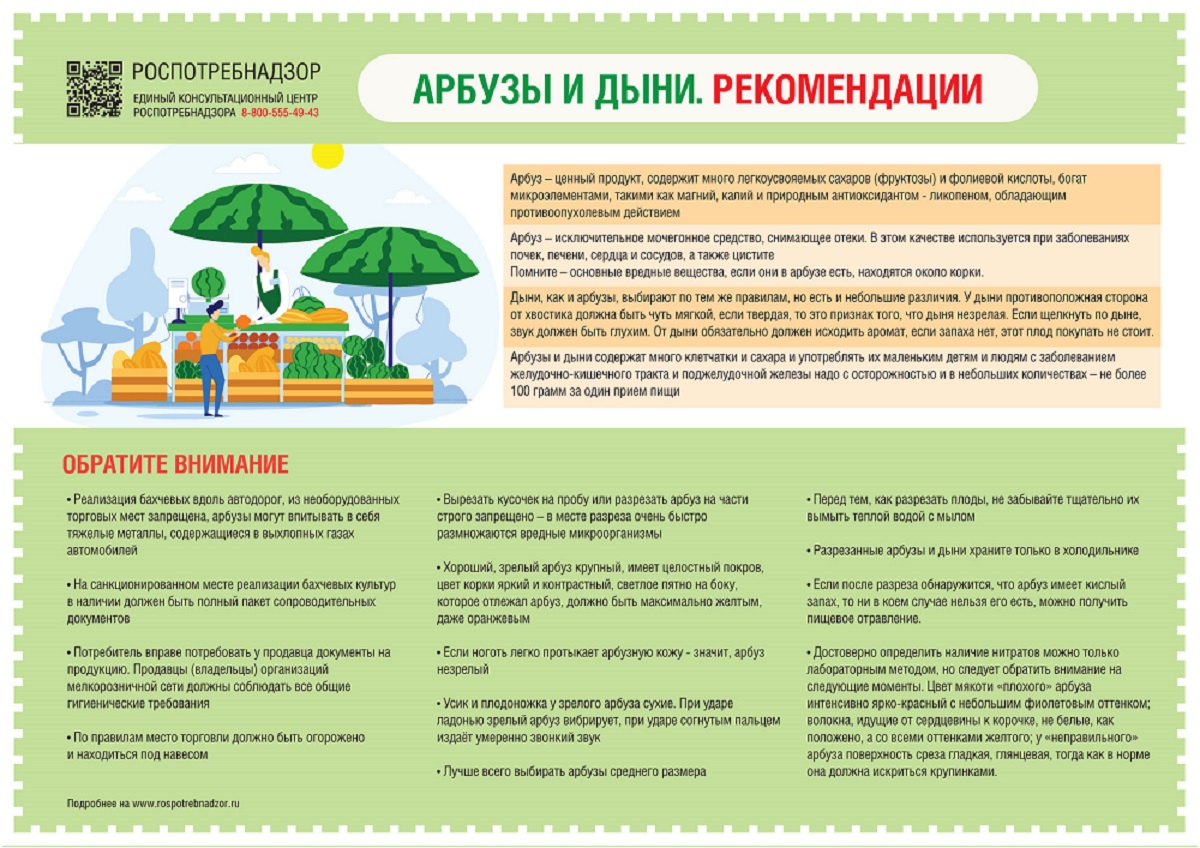 РОСПОТРЕБНАДЗОР
ЕДИНЫЙ КОНСУЛЬТАЦИОННЫЙ ЦЕНТР
РОСПОТРЕБНАДЗОРА 8-800-555-49-43
АРБУЗЫ И ДЫНИ. РЕКОМЕНДАЦИИ
Арбуз – ценный продукт, содержит много легкоусвояемых сахаров (фруктозы) и фолиевой кислоты, богат
микроэлементами, такими как магний, калий и природным антиоксидантом - ликопеном, обладающим
противоопухолевым действием
Арбуз – исключительное мочегонное средство, снимающее отеки. В этом качестве используется при заболеваниях
почек, печени, сердца и сосудов, а также цистите
Помните – основные вредные вещества, если они в арбузе есть, находятся около корки.
Дыни, как и арбузы, выбирают по тем же правилам, но есть и небольшие различия. У дыни противоположная сторона
от хвостика должна быть чуть мягкой, если твердая, то это признак того, что дыня незрелая. Если щелкнуть по дыне,
звук должен быть глухим. От дыни обязательно должен исходить аромат, если запаха нет, этот плод покупать не стоит.
Арбузы и дыни содержат много клетчатки и сахара и употреблять их маленьким детям и людям с заболеванием
желудочно-кишечного тракта и поджелудочной железы надо с осторожностью и в небольших количествах – не более
100 грамм за один прием пищи
ОБРАТИТЕ ВНИМАНИЕ
• Реализация бахчевых вдоль автодорог, из необорудованных
торговых мест запрещена, арбузы могут впитывать в себя
тяжелые металлы, содержащиеся в выхлопных газах
автомобилей
• На санкционированном месте реализации бахчевых культур
в наличии должен быть полный пакет сопроводительных
документов
• Потребитель вправе потребовать у продавца документы на
продукцию. Продавцы (владельцы) организаций
мелкорозничной сети должны соблюдать все общие
гигиенические требования
• По правилам место торговли должно быть огорожено
и находиться под навесом
• Вырезать кусочек на пробу или разрезать арбуз на части
строго запрещено – в месте разреза очень быстро
размножаются вредные микроорганизмы
• Хороший, зрелый арбуз крупный, имеет целостный покров,
цвет корки яркий и контрастный, светлое пятно на боку,
которое отлежал арбуз, должно быть максимально желтым,
даже оранжевым
• Если ноготь легко протыкает арбузную кожу - значит, арбуз
незрелый
• Усик и плодоножка у зрелого арбуза сухие. При ударе
ладонью зрелый арбуз вибрирует, при ударе согнутым пальцем
издаёт умеренно звонкий звук
• Лучше всего выбирать арбузы среднего размера
• Перед тем, как разрезать плоды, не забывайте тщательно их
вымыть теплой водой с мылом
• Разрезанные арбузы и дыни храните только в холодильнике
• Если после разреза обнаружится, что арбуз имеет кислый
запах, то ни в коем случае нельзя его есть, можно получить
пищевое отравление.
• Достоверно определить наличие нитратов можно только
лабораторным методом, но следует обратить внимание на
следующие моменты. Цвет мякоти «плохого» арбуза
интенсивно ярко-красный с небольшим фиолетовым оттенком;
волокна, идущие от сердцевины к корочке, не белые, как
положено, а со всеми оттенками желтого; у «неправильного»
арбуза поверхность среза гладкая, глянцевая, тогда как в норме
она должна искриться крупинками.
Подробнее на www.rospotrebnadzor.ru